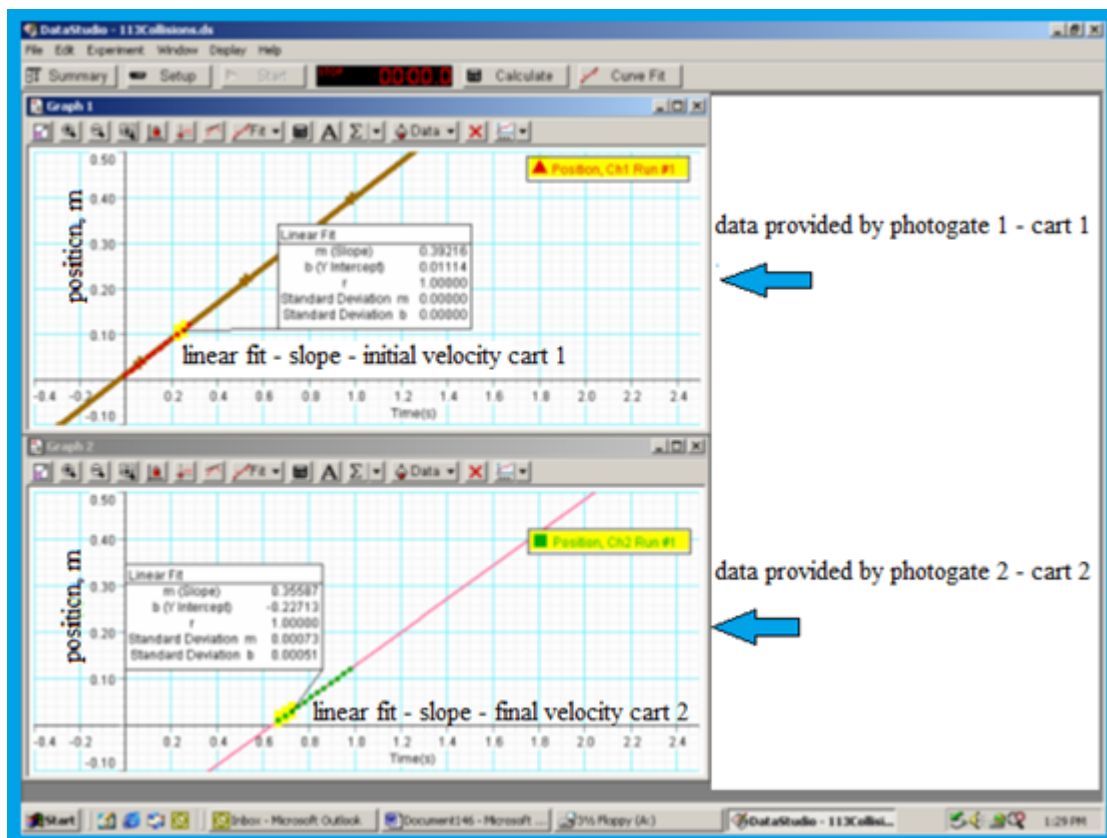 DataStudio - 113Collisions.ds
File Edit Experiment Window Display Help
Summary Setup Start 00:00.0 Calculate Curve Fit
Graph 1
Fit A Σ Data
position, m
0.50
0.40
0.30
0.20
0.10
-0.10
Position, Ch1 Run #1
Linear Fit
m (Slope) 0.39216
b (Y Intercept) 0.01114
r 1.00000
Standard Deviation m 0.00000
Standard Deviation b 0.00000
linear fit - slope - initial velocity cart 1
-0.4 -0.2 0.2 0.4 0.6 0.8 1.0 1.2 1.4 1.6 1.8 2.0 2.2 2.4
Time(s)
data provided by photogate 1 - cart 1
Graph 2
Fit A Σ Data
position, m
0.50
0.40
0.30
0.20
0.10
-0.10
Position, Ch2 Run #1
Linear Fit
m (Slope) 0.35587
b (Y Intercept) -0.22713
r 1.00000
Standard Deviation m 0.00073
Standard Deviation b 0.00051
linear fit - slope - final velocity cart 2
-0.4 -0.2 0.2 0.4 0.6 0.8 1.0 1.2 1.4 1.6 1.8 2.0 2.2 2.4
Time(s)
data provided by photogate 2 - cart 2
Start Inbox - Microsoft Outlook Document146 - Microsoft ... 3½ Floppy (A:) DataStudio - 113Collisi... 1:29 PM